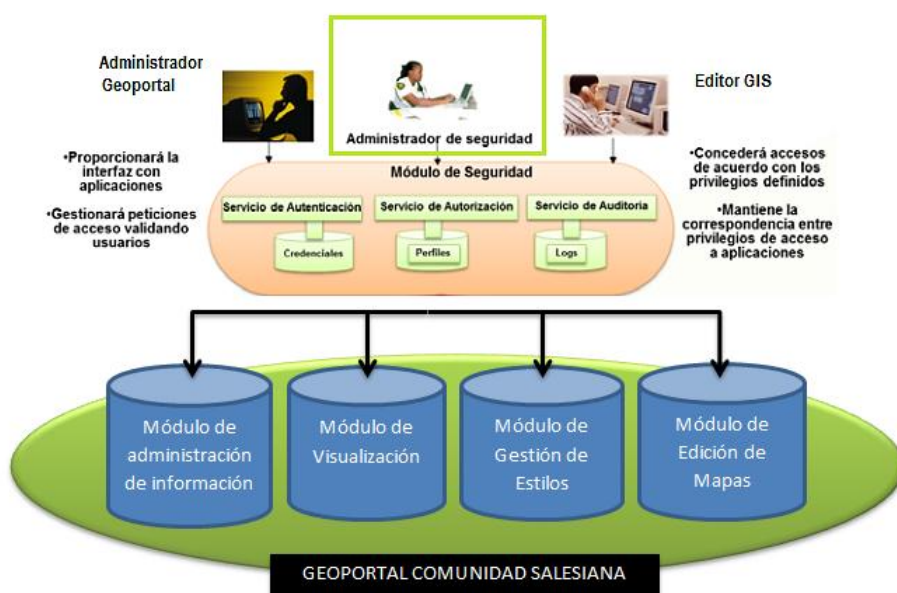 Administrador
Geoportal
Administrador de seguridad
Editor GIS
•Proporcionará la
interfaz con
aplicaciones
•Gestionará peticiones
de acceso validando
usuarios
Módulo de Seguridad
Servicio de Autenticación
Servicio de Autorización
Servicio de Auditoria
Credenciales
Perfiles
Logs
•Concederá accesos
de acuerdo con los
privilegios definidos
•Mantiene la
correspondencia entre
privilegios de acceso
a aplicaciones
Módulo de
administración
de información
Módulo de
Visualización
Módulo de
Gestión de
Estilos
Módulo de
Edición de
Mapas
GEOPORTAL COMUNIDAD SALESIANA